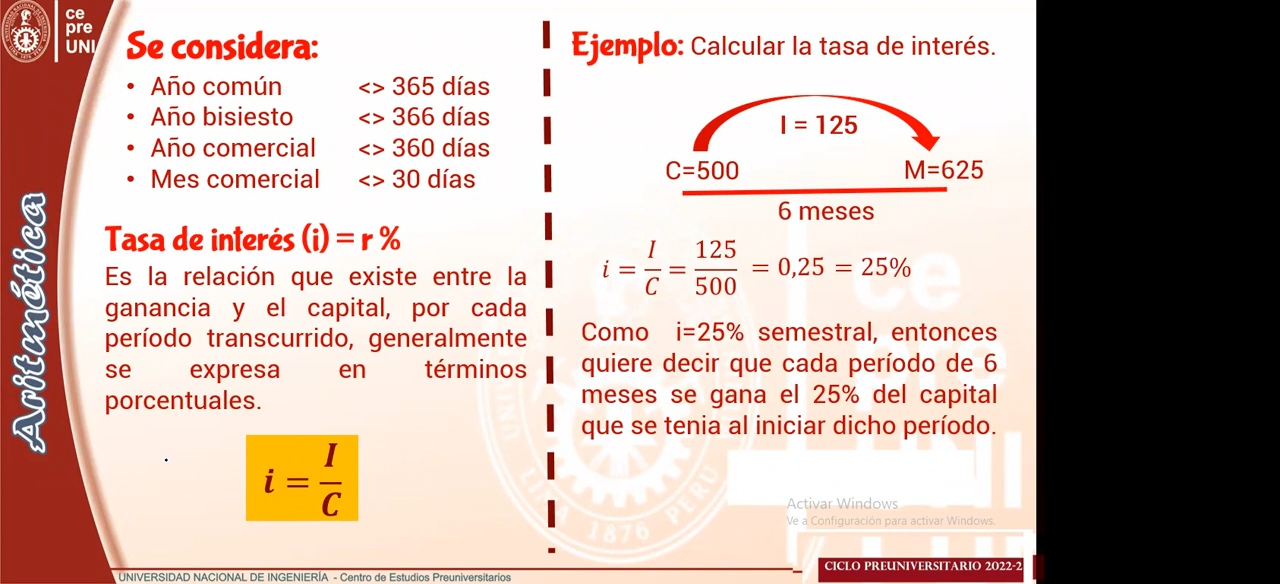 ce
pre
UNI
Aritmética
Se considera:
• Año común <> 365 días
• Año bisiesto <> 366 días
• Año comercial <> 360 días
• Mes comercial <> 30 días
Tasa de interés (i) = r %
Es la relación que existe entre la
ganancia y el capital, por cada
período transcurrido, generalmente
se expresa en términos
porcentuales.
i = I/C
Ejemplo: Calcular la tasa de interés.
I = 125
C=500 M=625
6 meses
i = I/C = 125/500 = 0,25 = 25%
Como i=25% semestral, entonces
quiere decir que cada período de 6
meses se gana el 25% del capital
que se tenia al iniciar dicho período.
LIMA 1876 PERU
Activar Windows
Ve a Configuración para activar Windows.
UNIVERSIDAD NACIONAL DE INGENIERÍA - Centro de Estudios Preuniversitarios
CICLO PREUNIVERSITARIO 2022-2